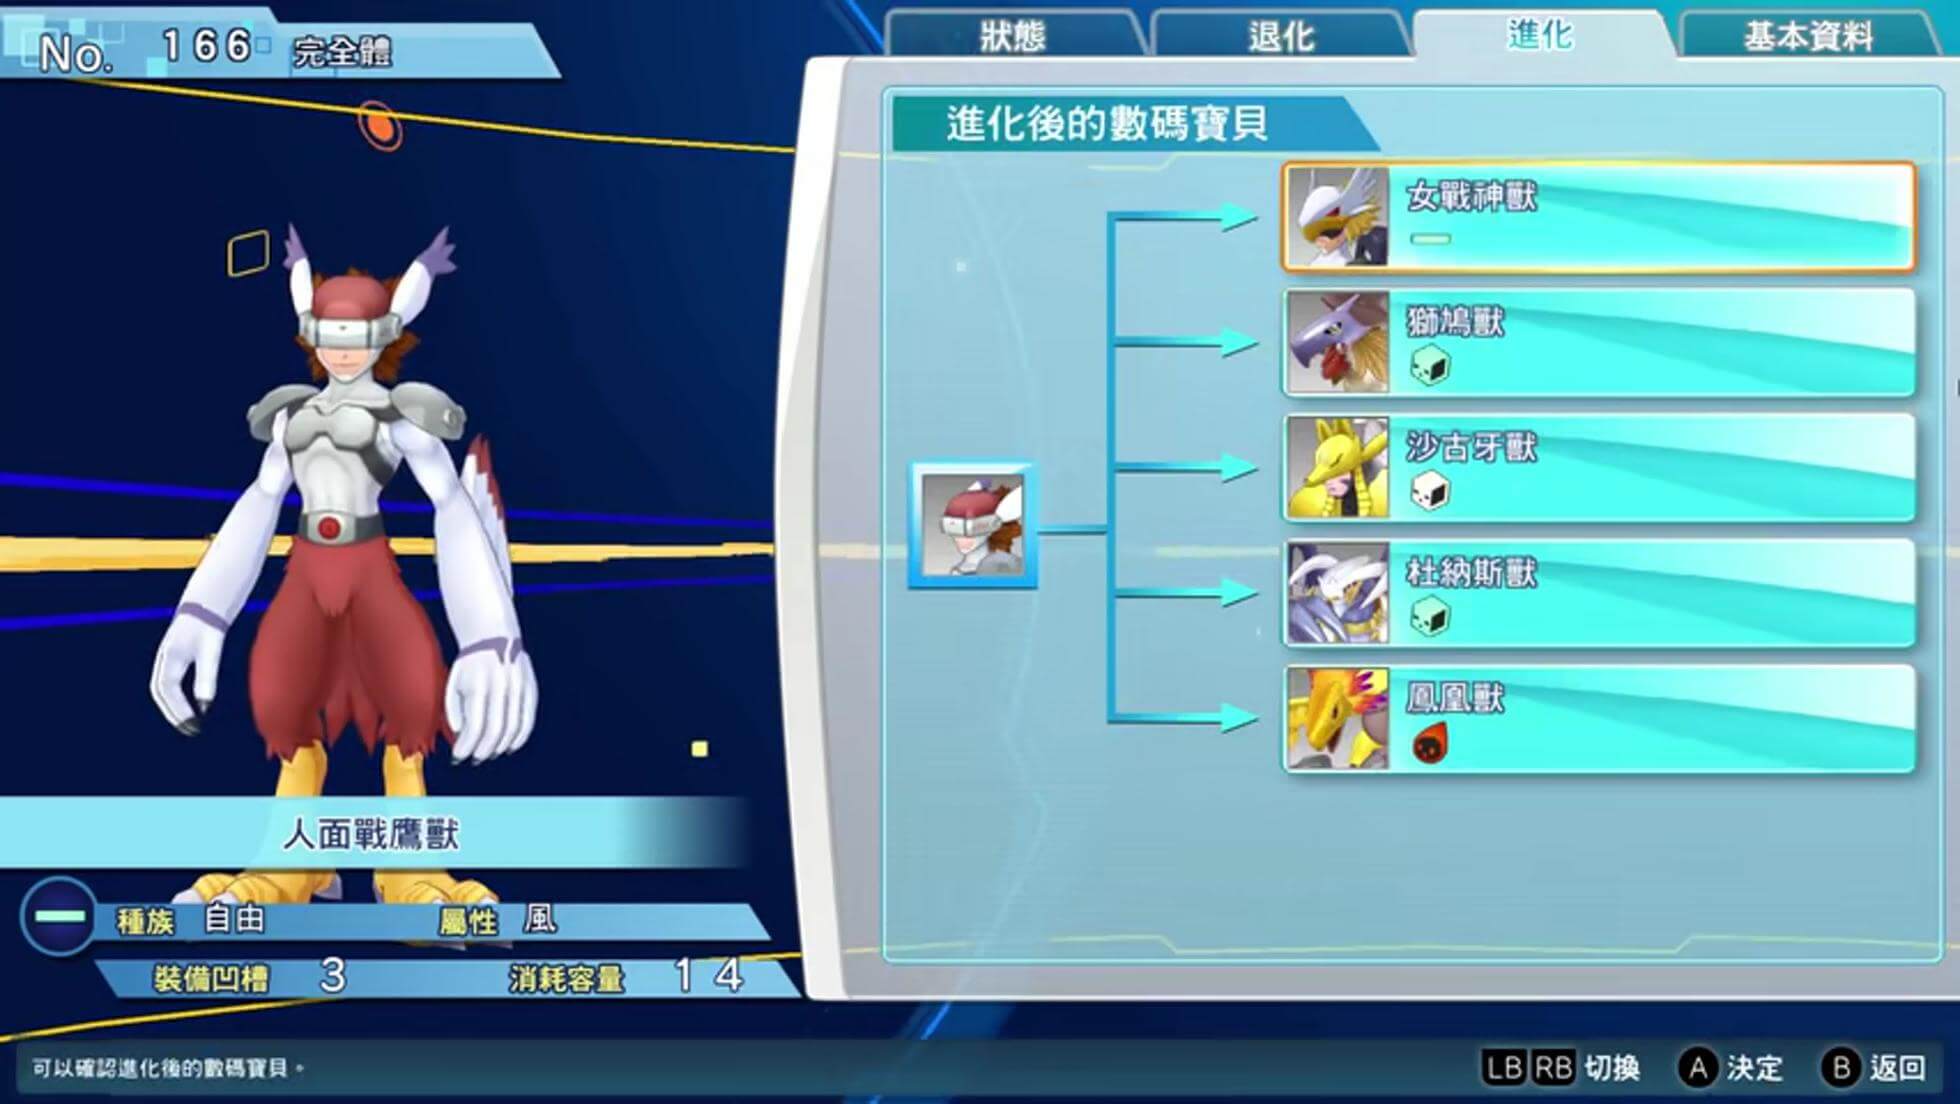 No. 166 完全體
狀態 退化 進化 基本資料
進化後的數碼寶貝
女戰神獸
獅鳩獸
沙古牙獸
杜納斯獸
鳳凰獸
人面戰鷹獸
種族 自由 屬性 風
裝備凹槽 3 消耗容量 14
可以確認進化後的數碼寶貝。
LB RB 切換 A 決定 B 返回